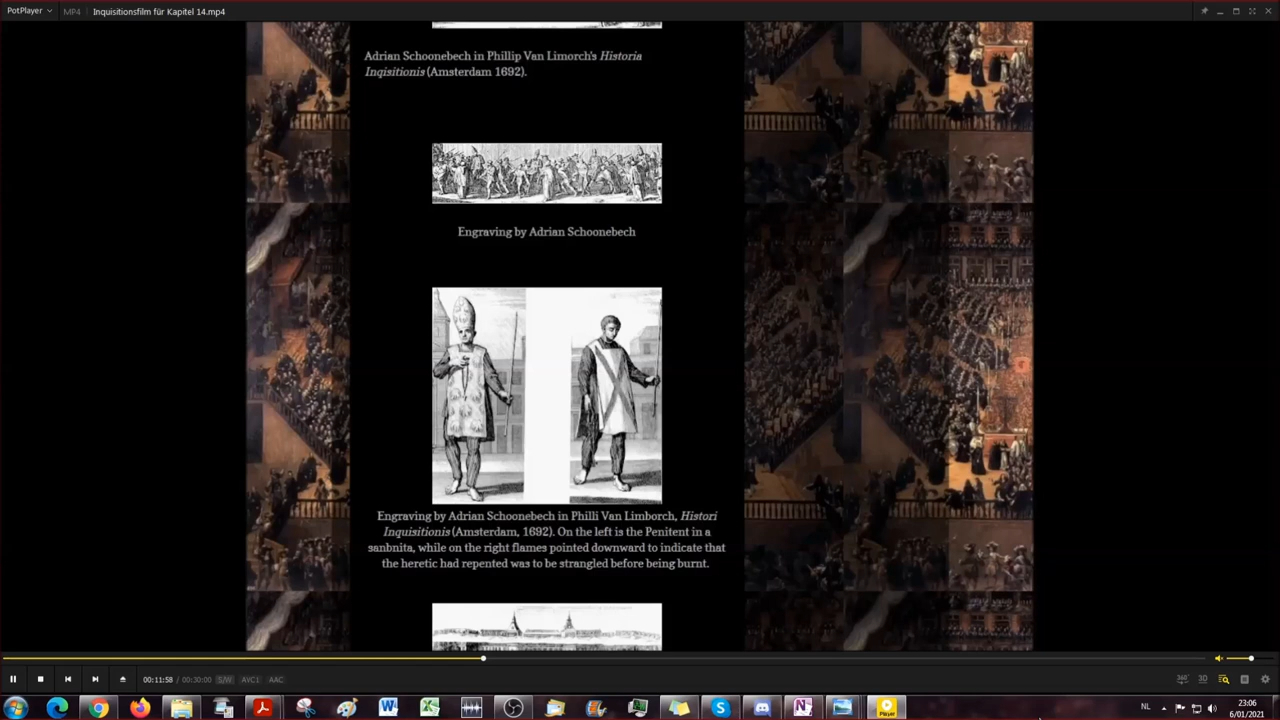 PotPlayer
MP4
Inquisitionsfilm für Kapitel 14.mp4
Adrian Schoonebech in Phillip Van Limorch's Historia
Inqisitionis (Amsterdam 1692).
Engraving by Adrian Schoonebech
Engraving by Adrian Schoonebech in Philli Van Limborch, Histori
Inquisitionis (Amsterdam, 1692). On the left is the Penitent in a
sanbnita, while on the right flames pointed downward to indicate that
the heretic had repented was to be strangled before being burnt.
00:11:58 / 00:30:00 S/W AVC1 AAC
360° 3D
NL
23:06
6/01/2021
Player